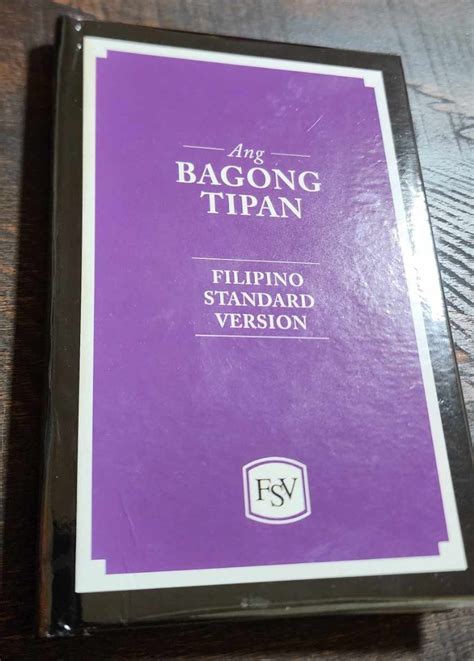 Ang
BAGONG
TIPAN
FILIPINO
STANDARD
VERSION
FSV